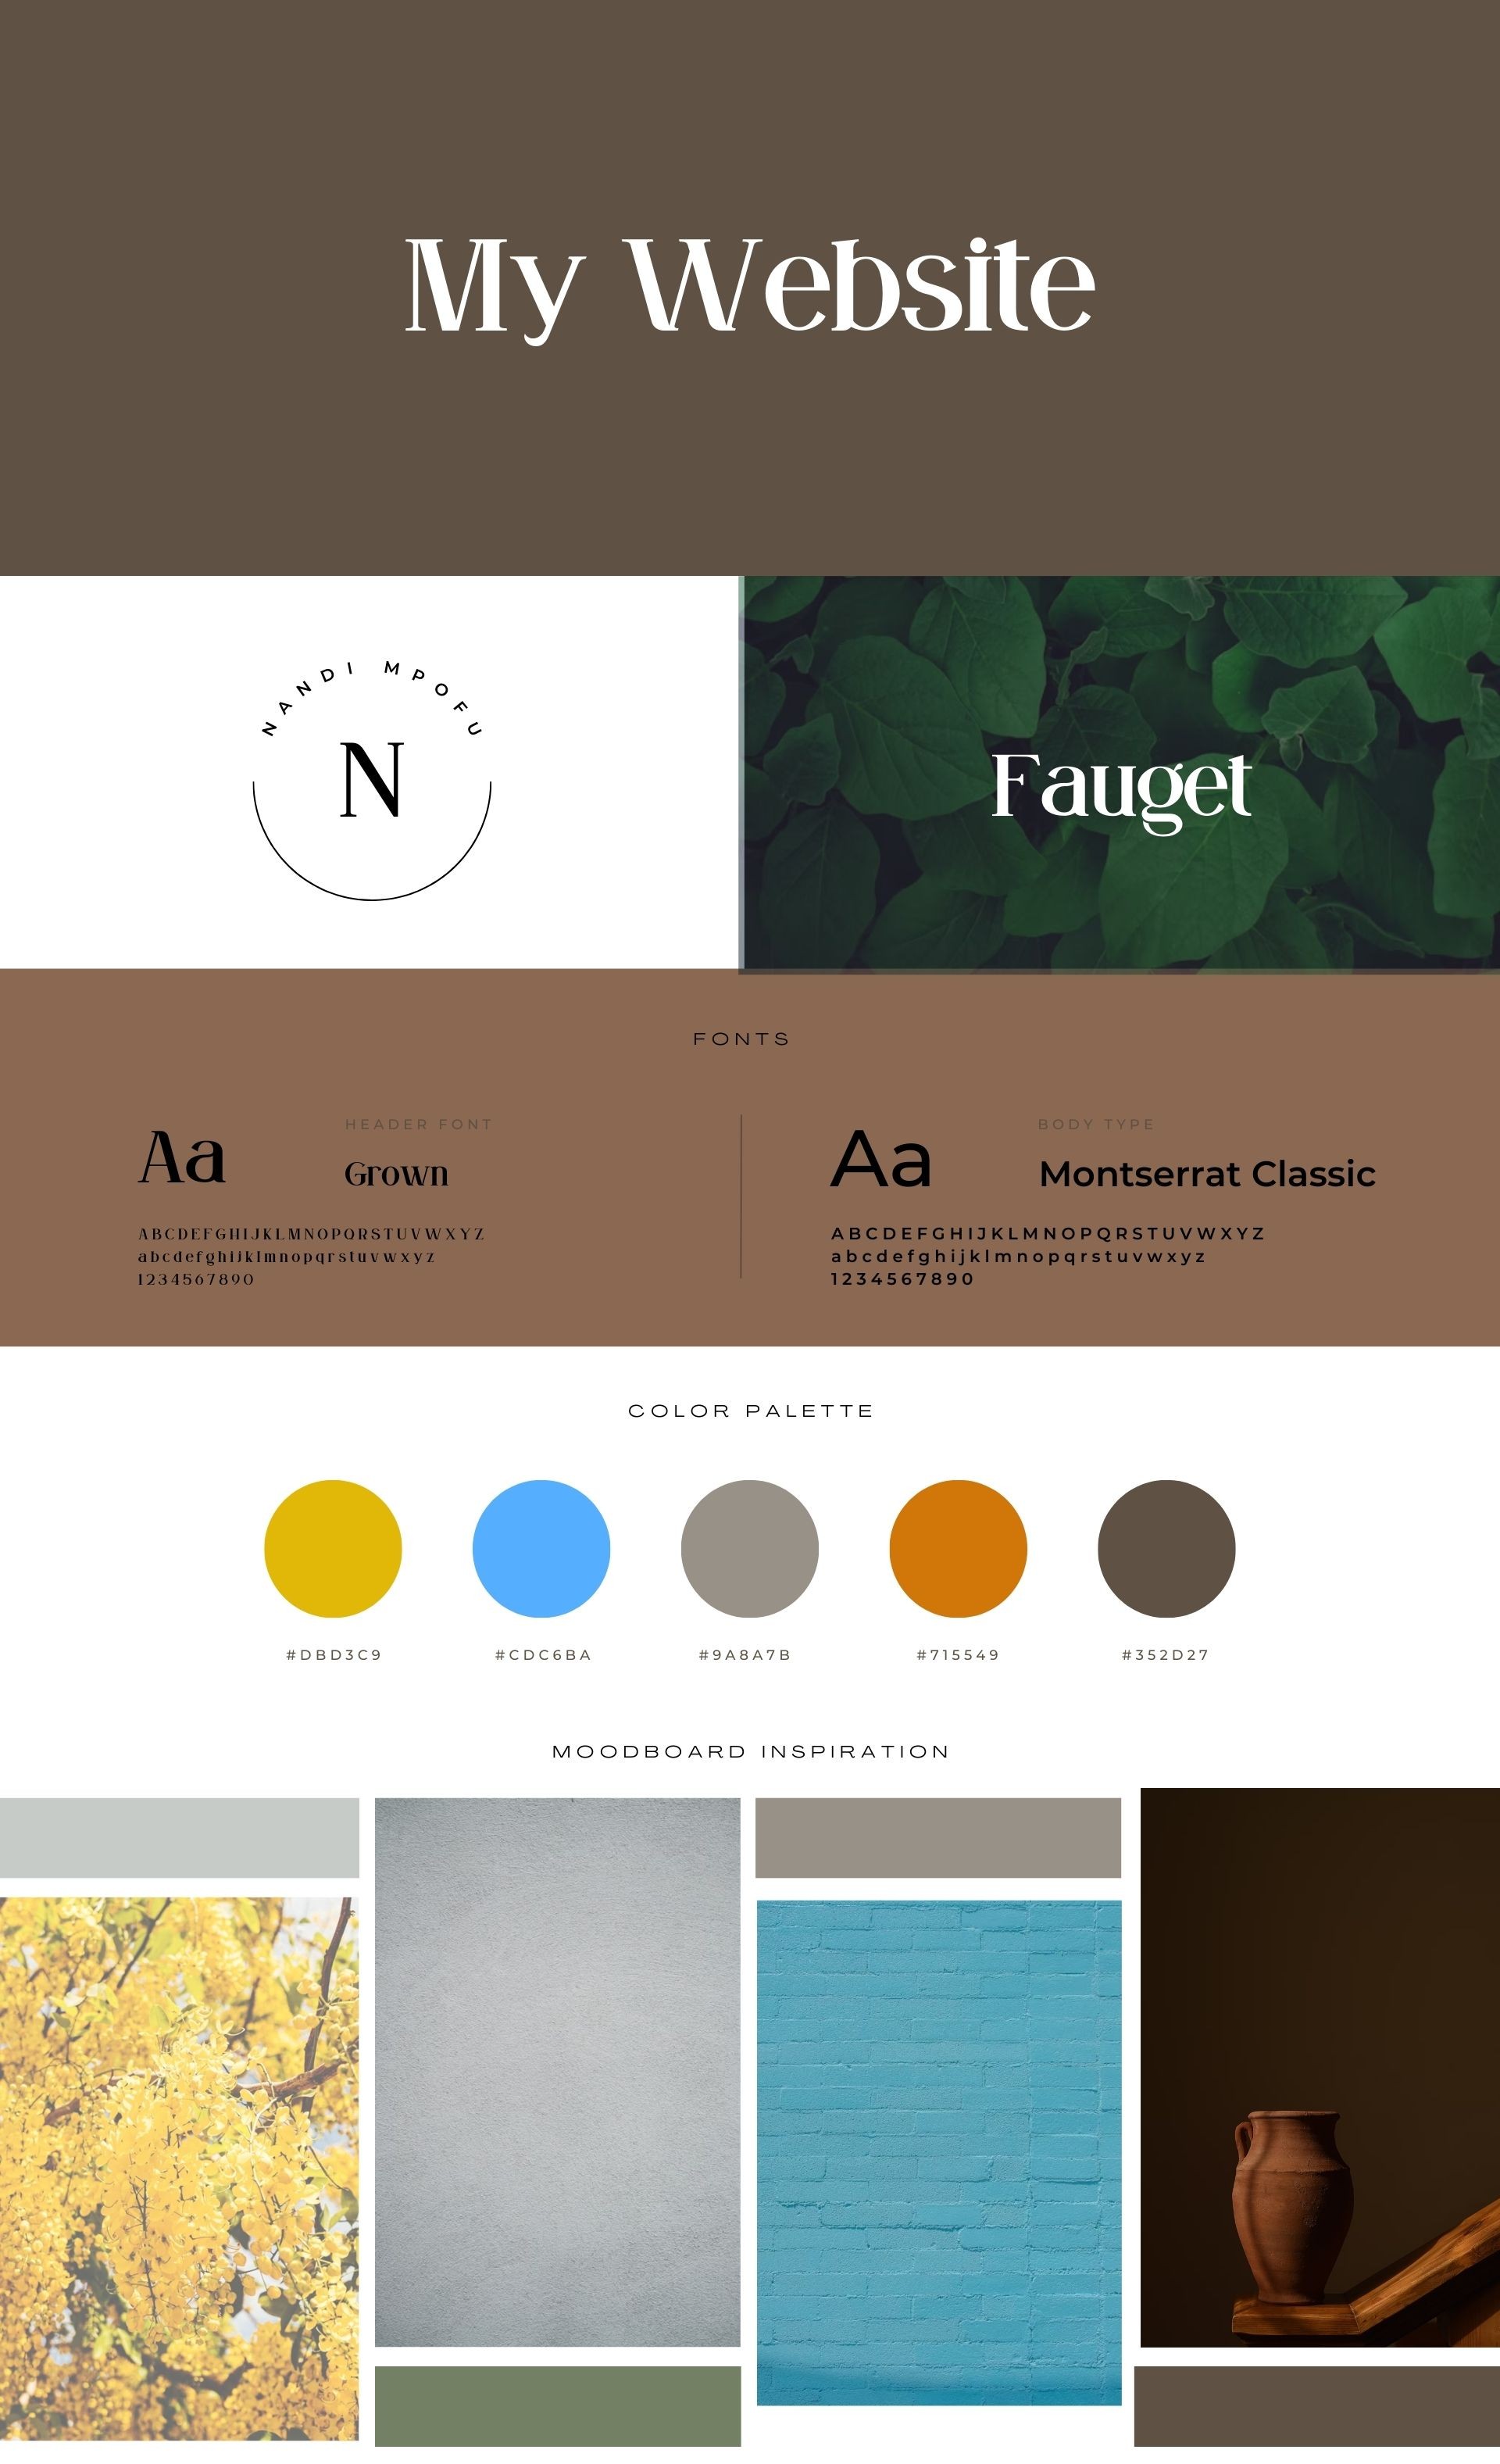 My Website
NANDI MPOFU
N
Fauget
FONTS
Aa
HEADER FONT
Grown
ABCDEFGHIJKLMNOPQRSTUVWXYZ
abcdefghijklmnopqrstuvwxyz
1234567890
Aa
BODY TYPE
Montserrat Classic
ABCDEFGHIJKLMNOPQRSTUVWXYZ
abcdefghijklmnopqrstuvwxyz
1234567890
COLOR PALETTE
#DBD3C9
#CDC6BA
#9A8A7B
#715549
#352D27
MOODBOARD INSPIRATION